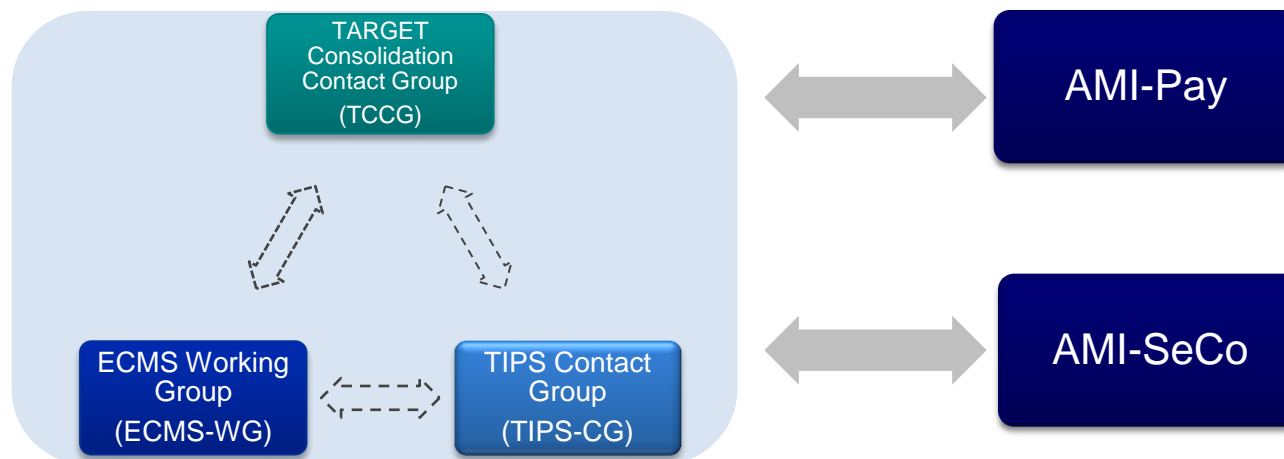 TARGET
Consolidation
Contact Group
(TCCG)
AMI-Pay
ECMS Working
Group
(ECMS-WG)
TIPS Contact
Group
(TIPS-CG)
AMI-SeCo